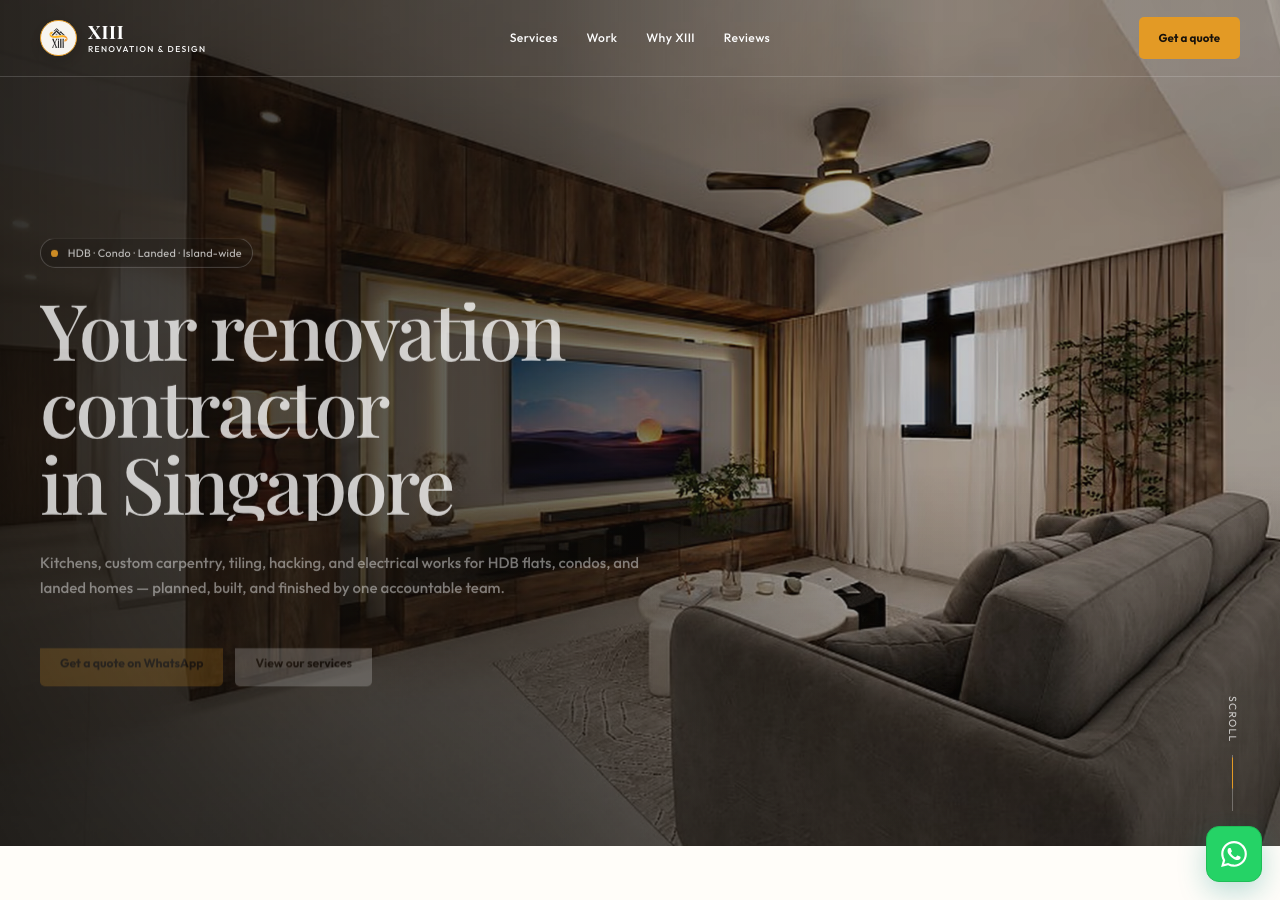 XIII
RENOVATION & DESIGN
Services
Work
Why XIII
Reviews
Get a quote
HDB · Condo · Landed · Island-wide
Your renovation
contractor
in Singapore
Kitchens, custom carpentry, tiling, hacking, and electrical works for HDB flats, condos, and
landed homes — planned, built, and finished by one accountable team.
Get a quote on WhatsApp
View our services
SCROLL